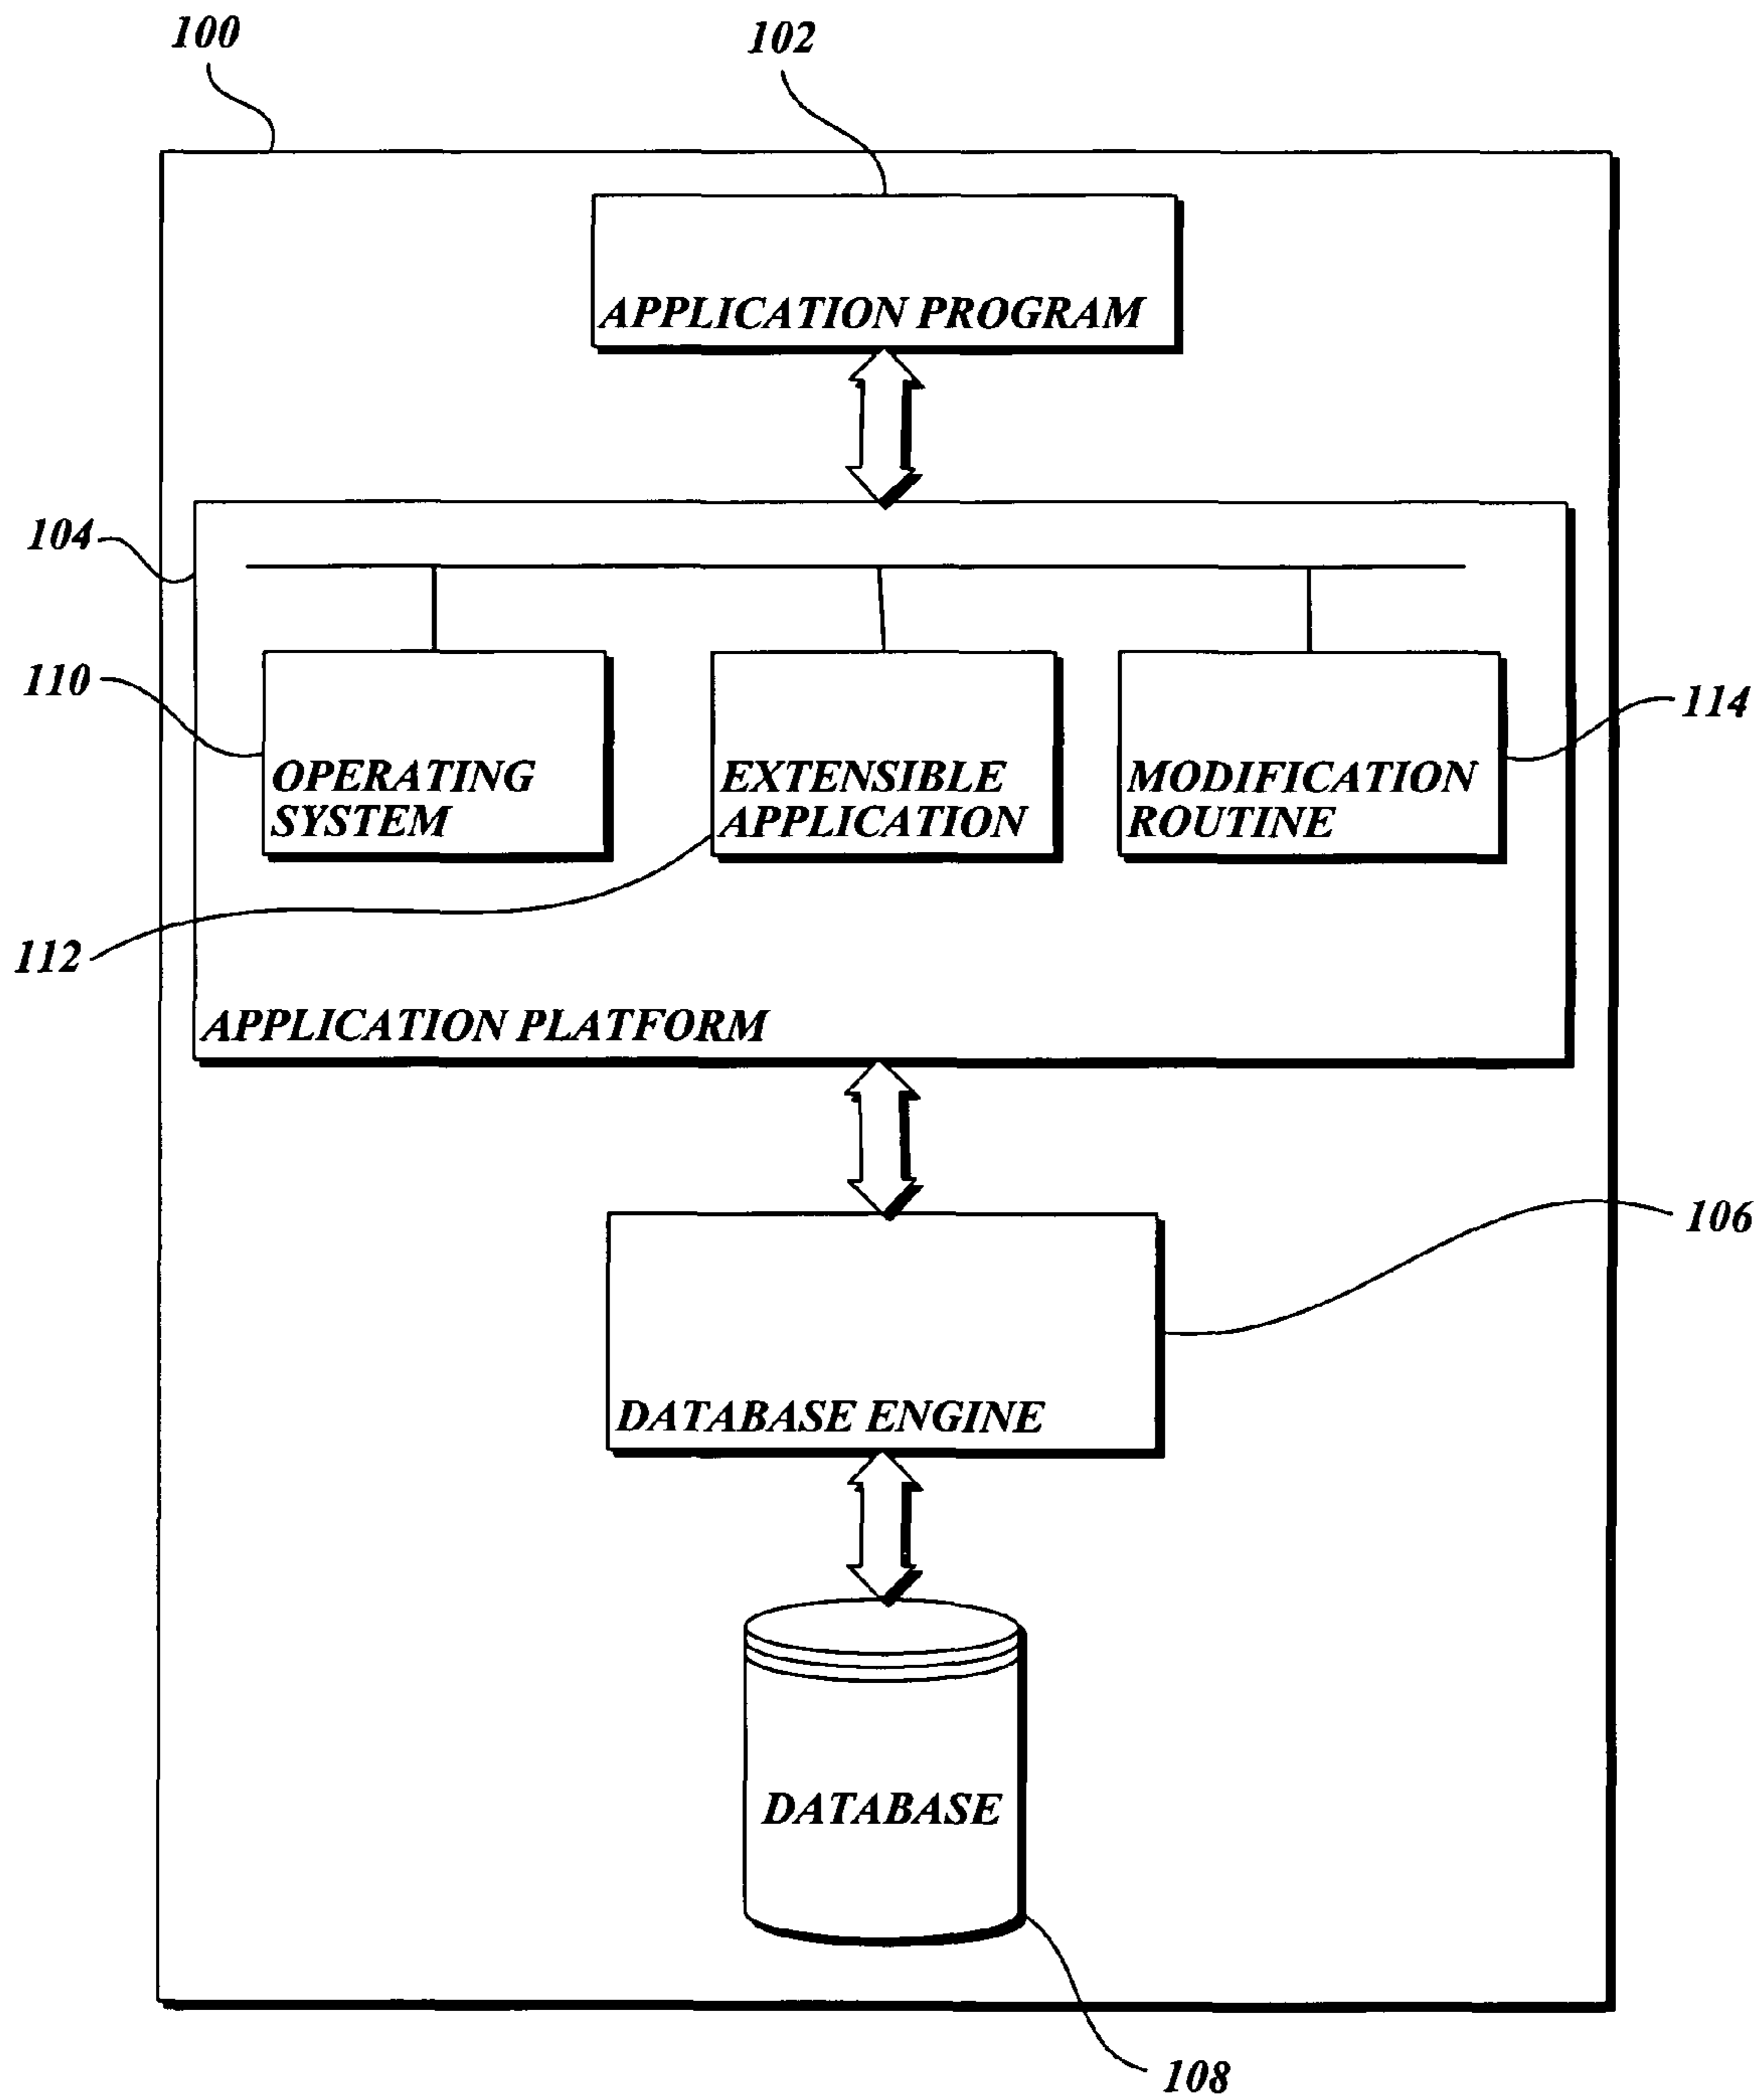 100
102
APPLICATION PROGRAM
104
110
OPERATING
SYSTEM
EXTENSIBLE
APPLICATION
MODIFICATION
ROUTINE
114
112
APPLICATION PLATFORM
106
DATABASE ENGINE
DATABASE
108